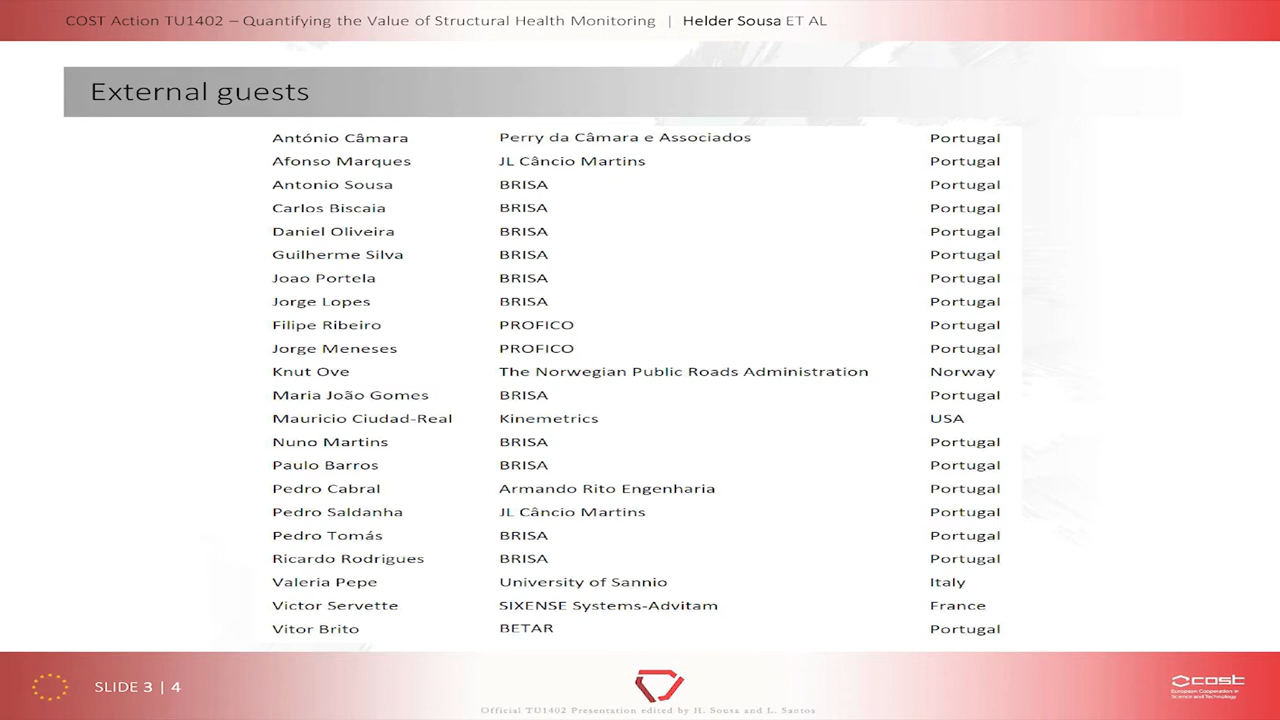 COST Action TU1402 – Quantifying the Value of Structural Health Monitoring | Helder Sousa ET AL
External guests
António Câmara Perry da Câmara e Associados Portugal
Afonso Marques JL Câncio Martins Portugal
Antonio Sousa BRISA Portugal
Carlos Biscaia BRISA Portugal
Daniel Oliveira BRISA Portugal
Guilherme Silva BRISA Portugal
Joao Portela BRISA Portugal
Jorge Lopes BRISA Portugal
Filipe Ribeiro PROFICO Portugal
Jorge Meneses PROFICO Portugal
Knut Ove The Norwegian Public Roads Administration Norway
Maria João Gomes BRISA Portugal
Mauricio Ciudad-Real Kinemetrics USA
Nuno Martins BRISA Portugal
Paulo Barros BRISA Portugal
Pedro Cabral Armando Rito Engenharia Portugal
Pedro Saldanha JL Câncio Martins Portugal
Pedro Tomás BRISA Portugal
Ricardo Rodrigues BRISA Portugal
Valeria Pepe University of Sannio Italy
Victor Servette SIXENSE Systems-Advitam France
Vitor Brito BETAR Portugal
SLIDE 3 | 4
cost
European Cooperation in
Science and Technology
Official TU1402 Presentation edited by H. Sousa and L. Santos